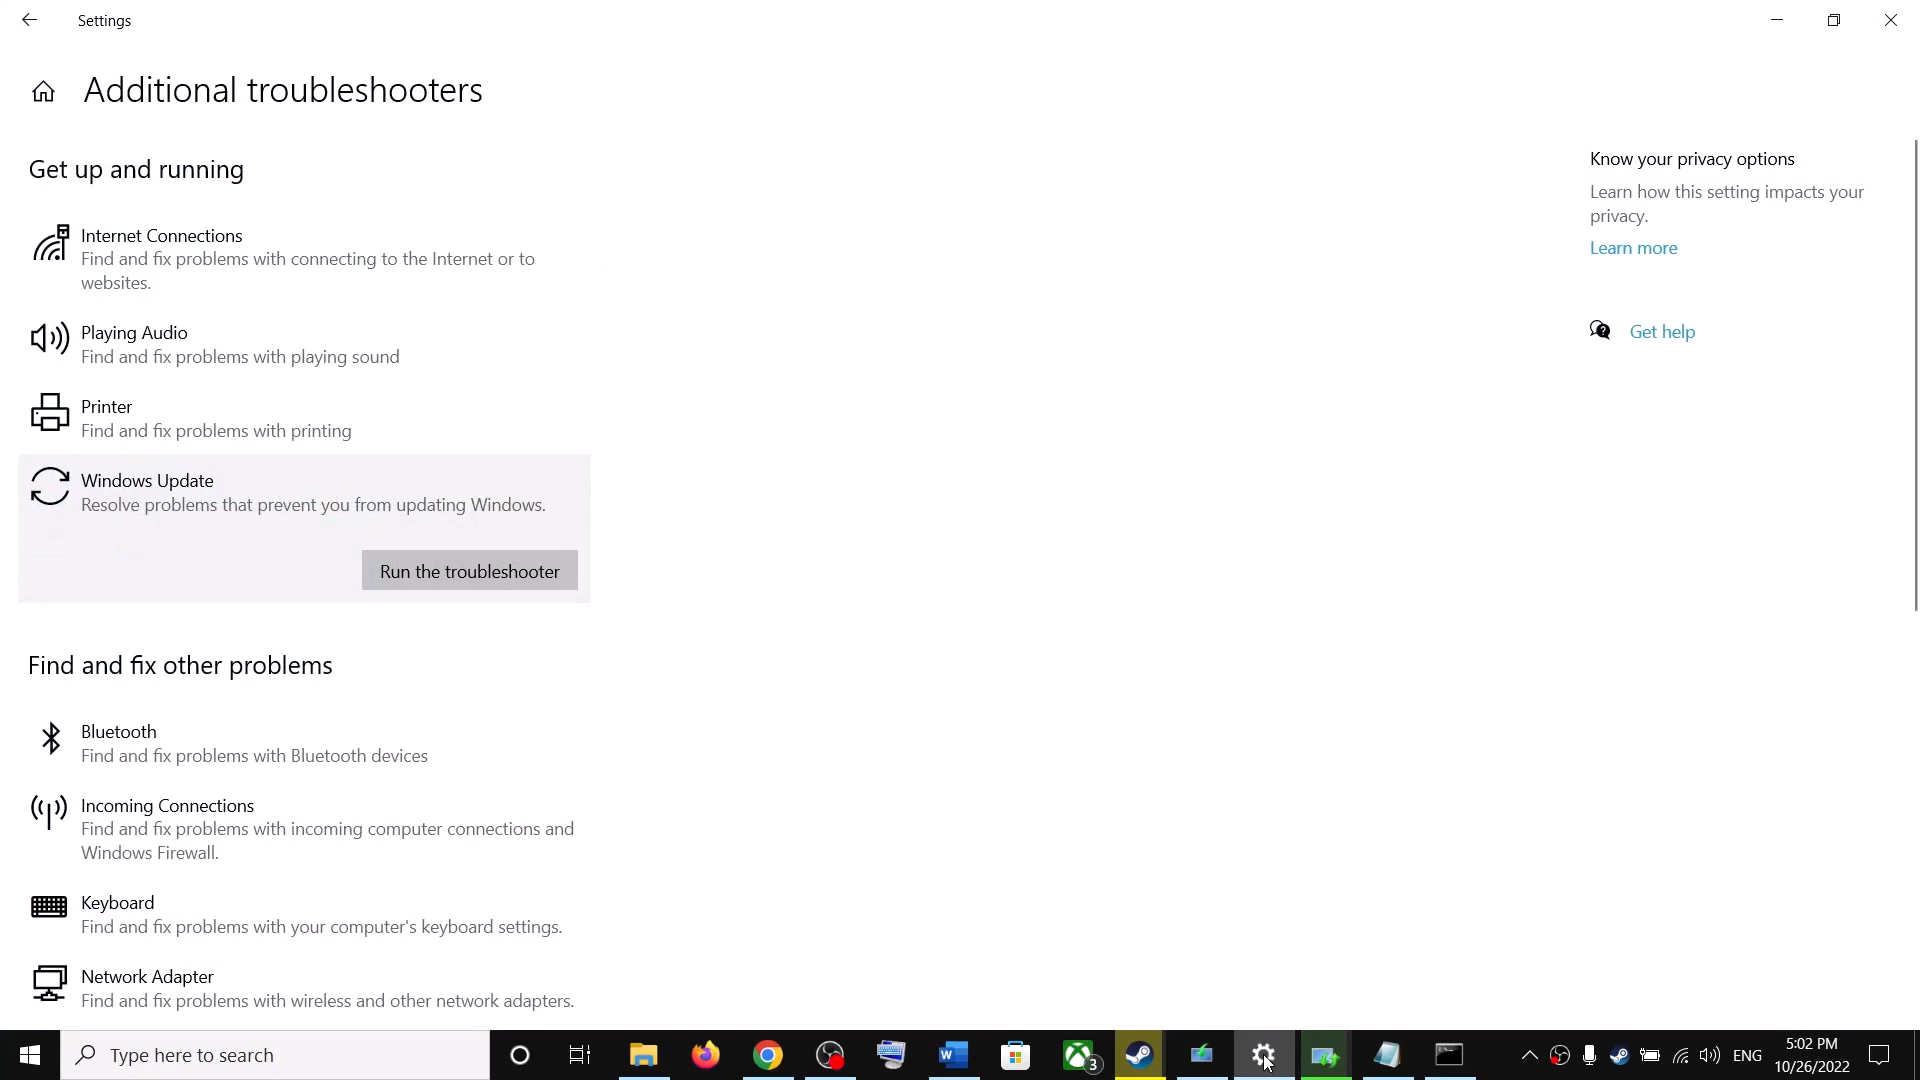 Settings
Additional troubleshooters
Get up and running
Internet Connections
Find and fix problems with connecting to the Internet or to
websites.
Playing Audio
Find and fix problems with playing sound
Printer
Find and fix problems with printing
Windows Update
Resolve problems that prevent you from updating Windows.
Run the troubleshooter
Find and fix other problems
Bluetooth
Find and fix problems with Bluetooth devices
Incoming Connections
Find and fix problems with incoming computer connections and
Windows Firewall.
Keyboard
Find and fix problems with your computer's keyboard settings.
Network Adapter
Find and fix problems with wireless and other network adapters.
Know your privacy options
Learn how this setting impacts your
privacy.
Learn more
Get help
Type here to search
3
ENG
5:02 PM
10/26/2022